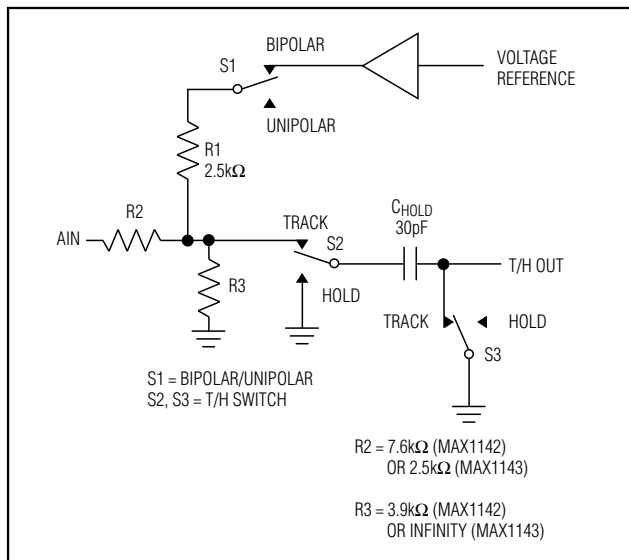 BIPOLAR
VOLTAGE
REFERENCE
S1
UNIPOLAR
R1
2.5kΩ
R2
AIN
TRACK
S2
CHOLD
30pF
T/H OUT
R3
HOLD
TRACK
HOLD
S3
S1 = BIPOLAR/UNIPOLAR
S2, S3 = T/H SWITCH
R2 = 7.6kΩ (MAX1142)
OR 2.5kΩ (MAX1143)
R3 = 3.9kΩ (MAX1142)
OR INFINITY (MAX1143)